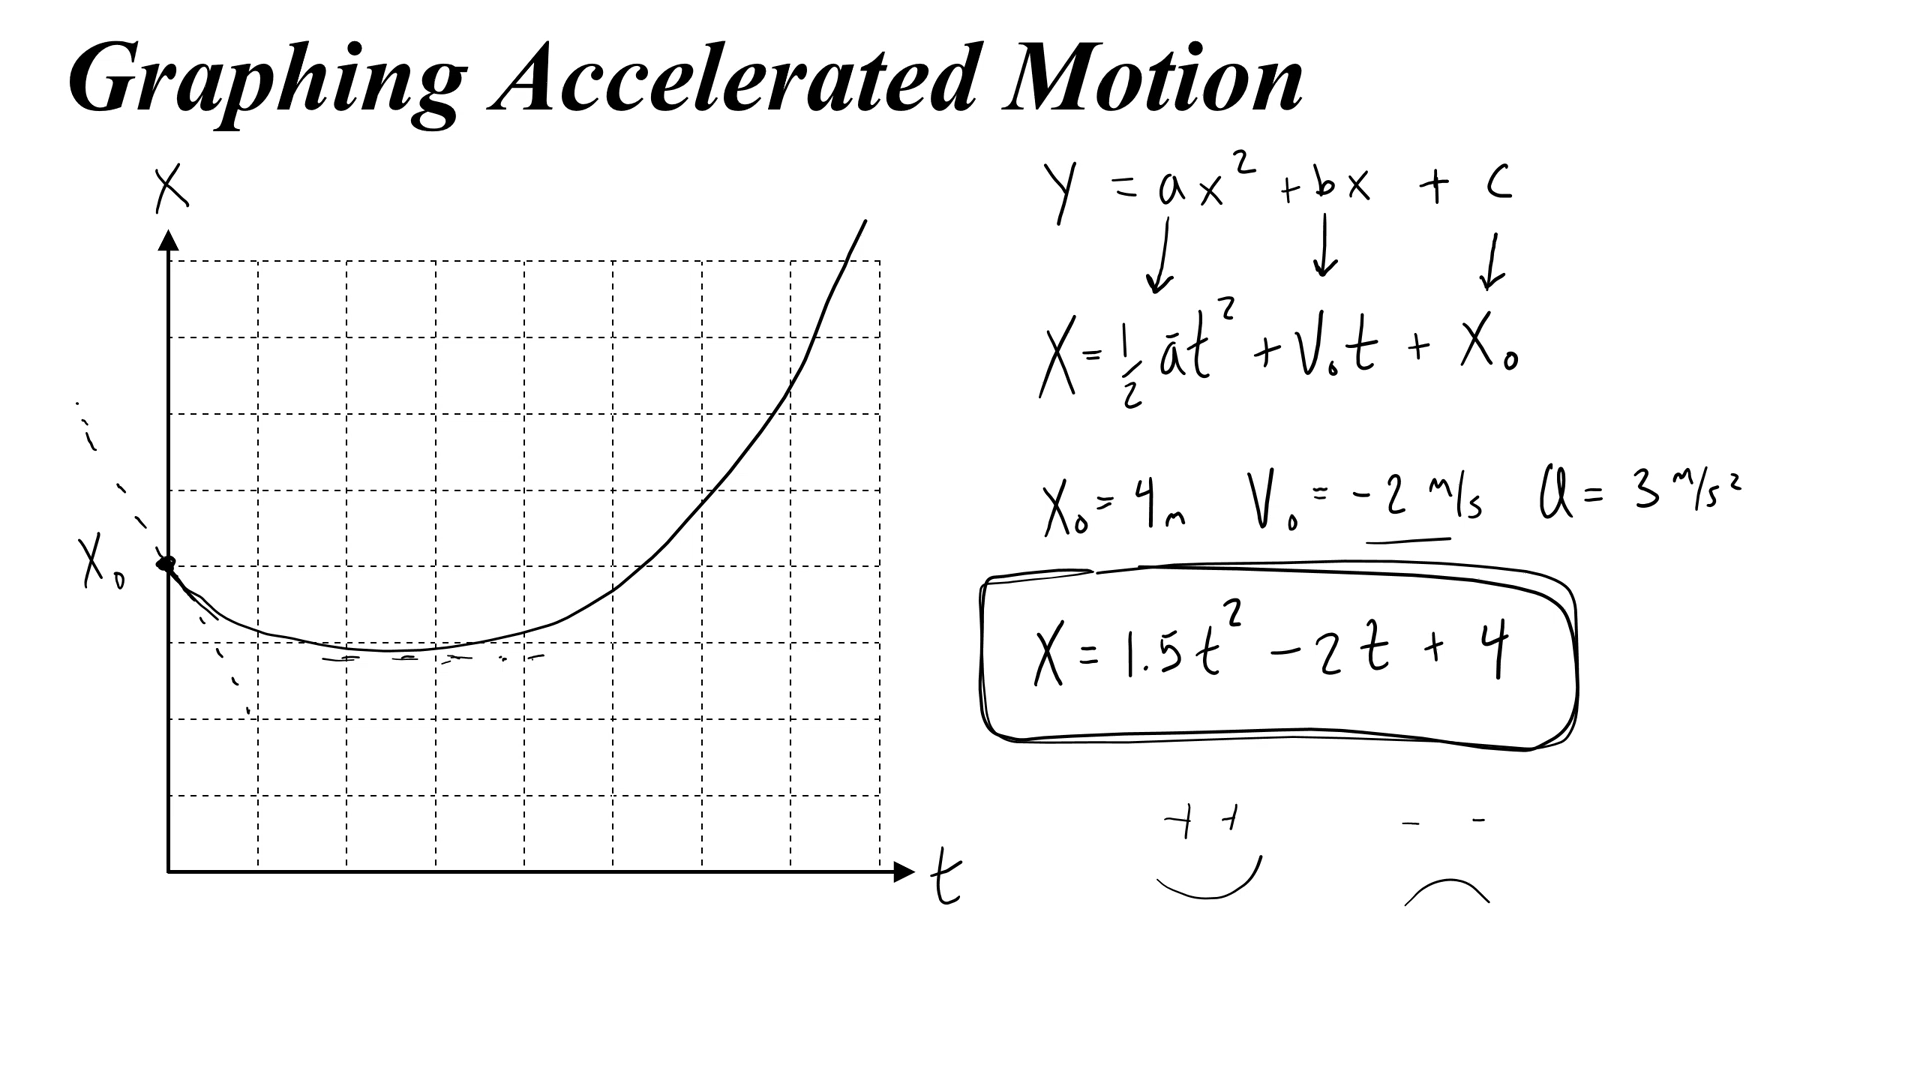 Graphing Accelerated Motion
X
X₀
t
Y = ax² + bx + c
X = 1/2 āt² + V₀t + X₀
X₀ = 4m V₀ = -2 m/s a = 3 m/s²
X = 1.5t² - 2t + 4
+ + - -